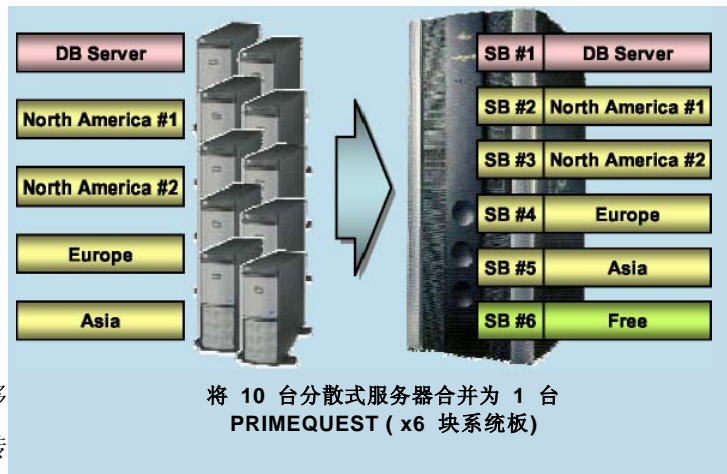 DB Server
North America #1
North America #2
Europe
Asia
SB #1 DB Server
SB #2 North America #1
SB #3 North America #2
SB #4 Europe
SB #5 Asia
SB #6 Free
将 10 台分散式服务器合并为 1 台
PRIMEQUEST ( x6 块系统板)